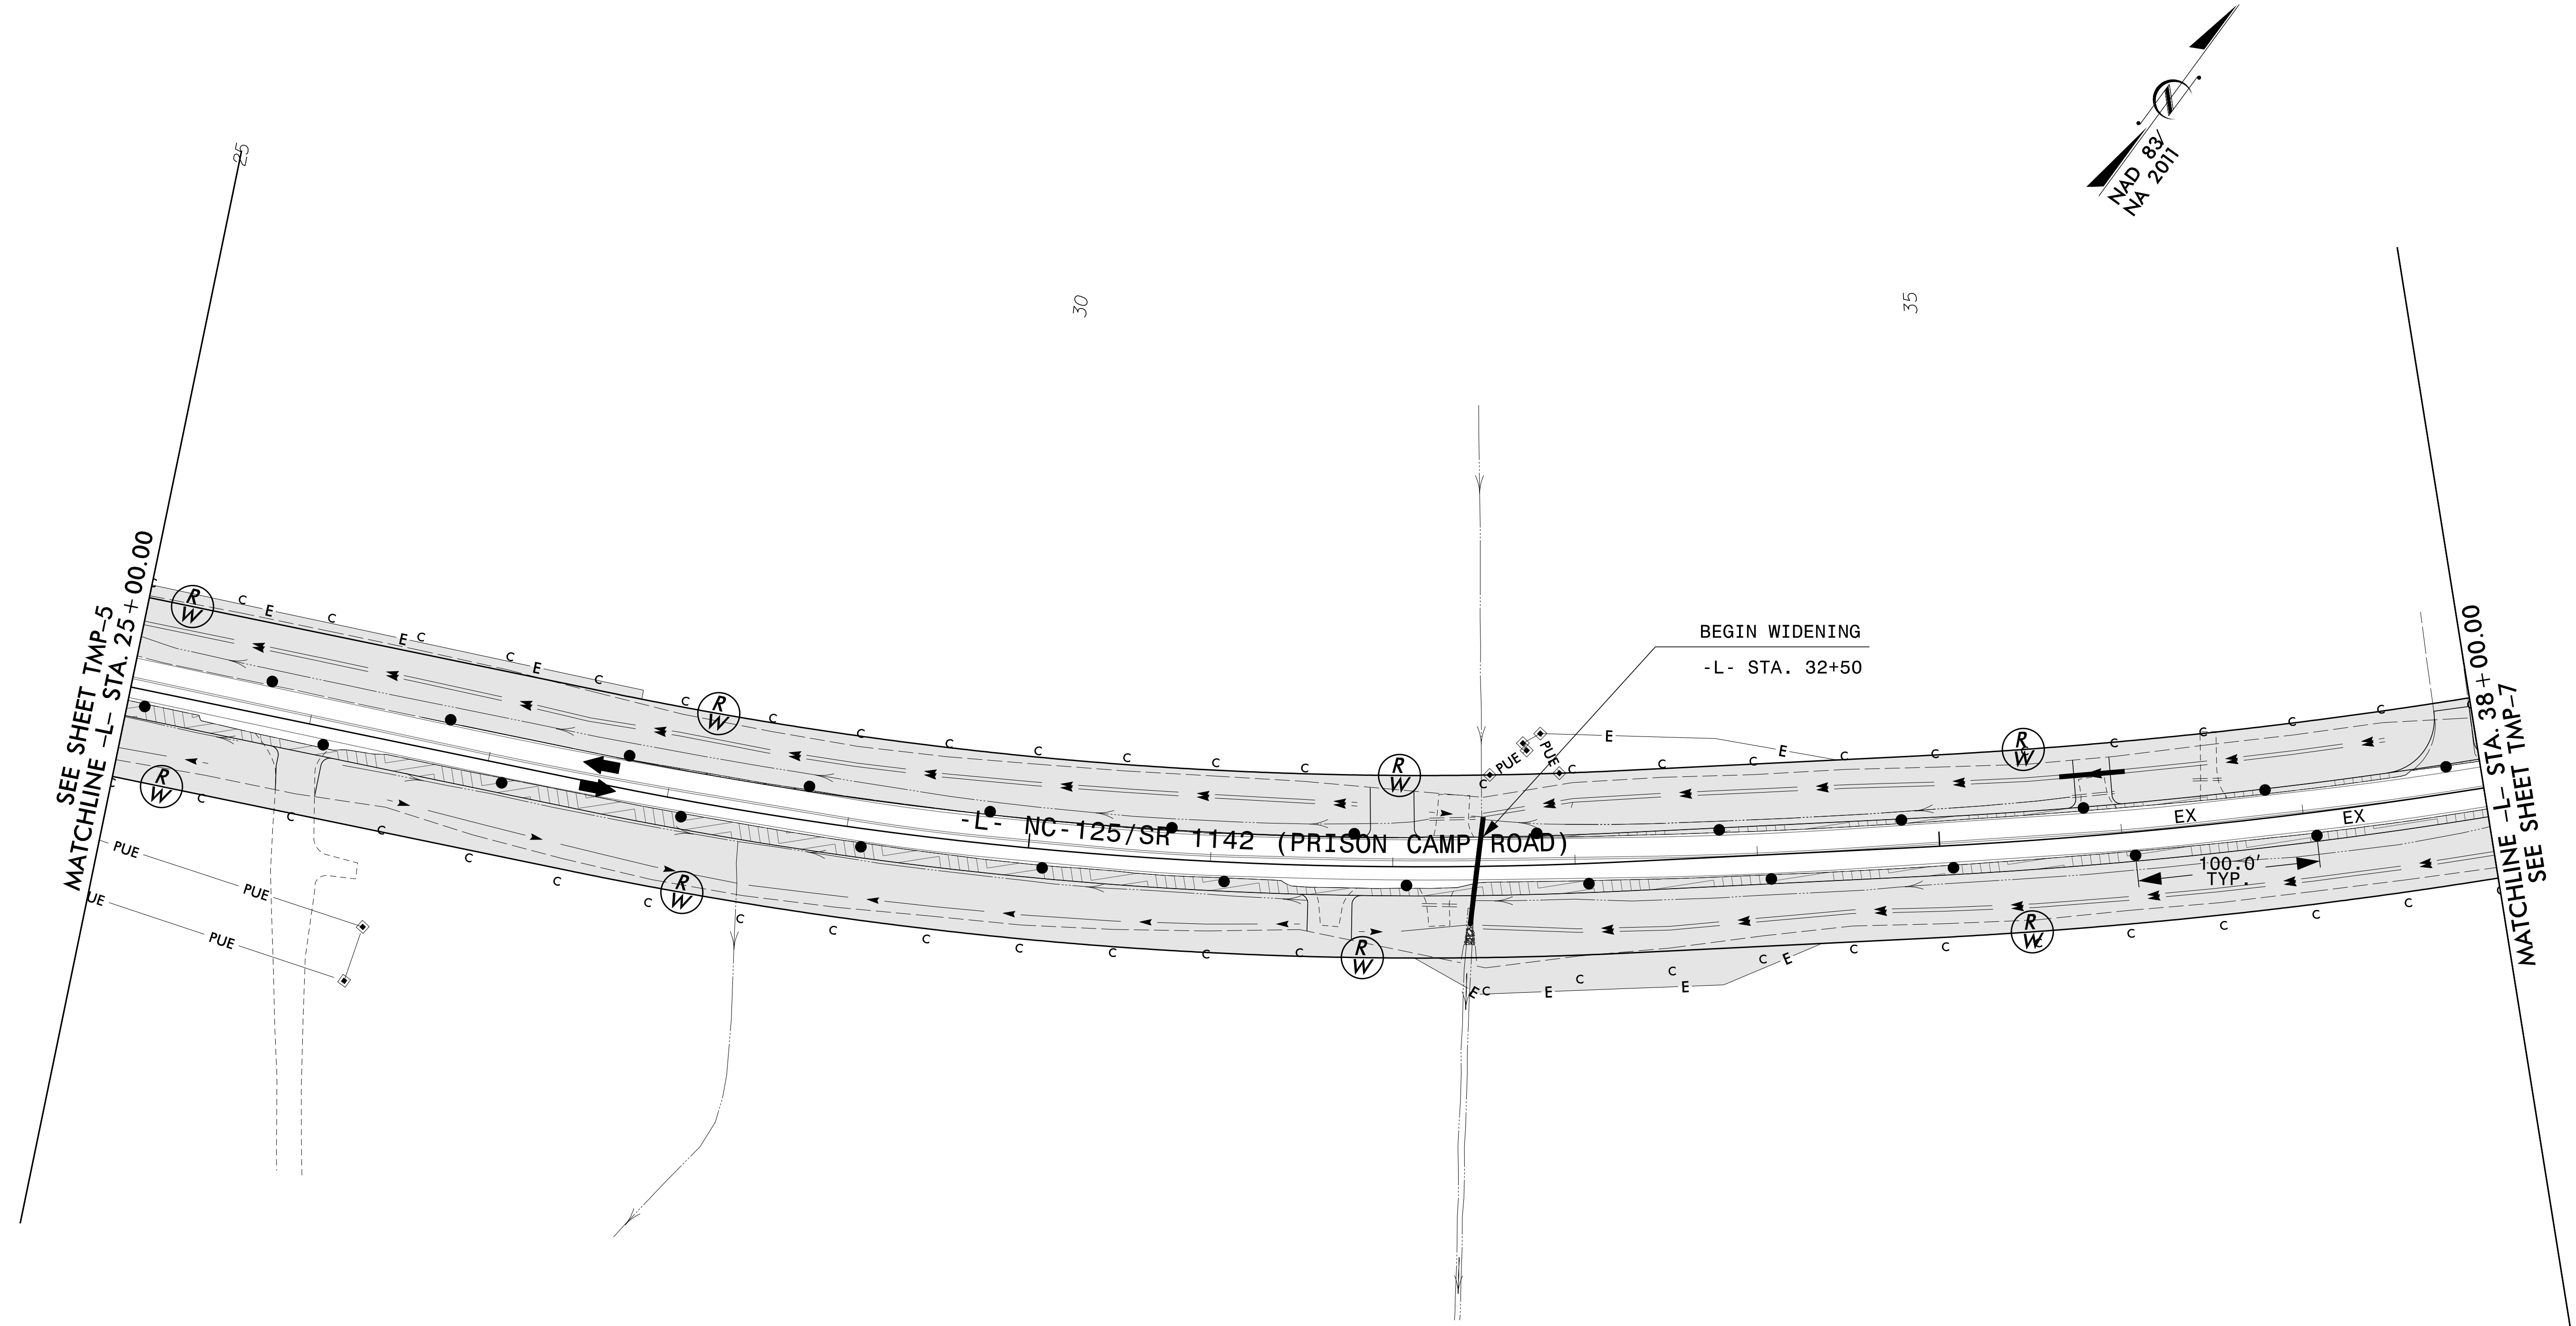 25
30
35
NAD 83/
NA 2011
SEE SHEET TMP-5
MATCHLINE -L- STA. 25+00.00
BEGIN WIDENING
-L- STA. 32+50
-L- NC-125/SR 1142 (PRISON CAMP ROAD)
MATCHLINE -L- STA. 38+00.00
SEE SHEET TMP-7
R
W
R
W
R
W
R
W
R
W
R
W
R
W
R
W
C E C E C E C C C C C C C C C C
PUE
PUE
E
E
C C C C C C C C
EX
EX
100.0'
TYP.
PUE
PUE
UE
PUE
C C C C C C C C C C C C C
E C E C C E C E C C C C C C C